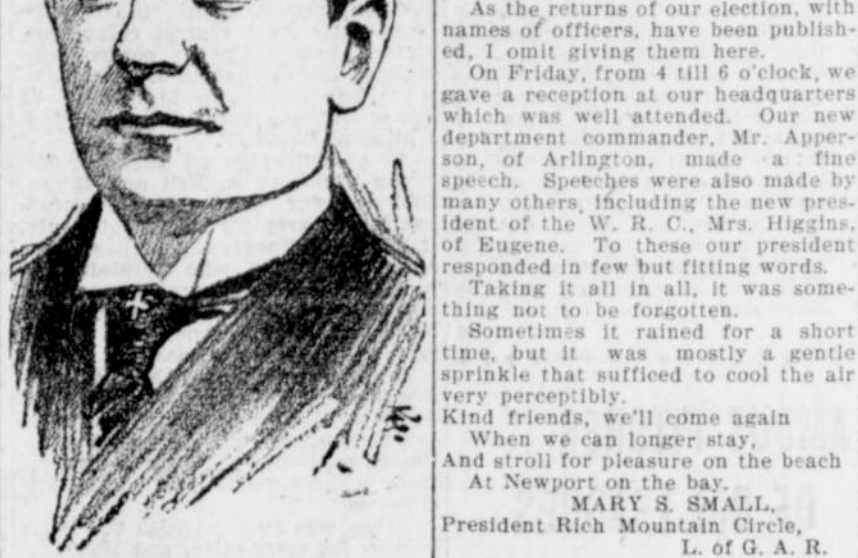 As the returns of our election, with
names of officers, have been publish-
ed, I omit giving them here.
On Friday, from 4 till 6 o'clock, we
gave a reception at our headquarters
which was well attended. Our new
department commander, Mr. Apper-
son, of Arlington, made a fine
speech. Speeches were also made by
many others, including the new pres-
ident of the W. R. C., Mrs. Higgins,
of Eugene. To these our president
responded in few but fitting words.
Taking it all in all, it was some-
thing not to be forgotten.
Sometimes it rained for a short
time, but it was mostly a gentle
sprinkle that sufficed to cool the air
very perceptibly.
Kind friends, we'll come again
When we can longer stay,
And stroll for pleasure on the beach
At Newport on the bay.
MARY S. SMALL,
President Rich Mountain Circle,
L. of G. A. R.